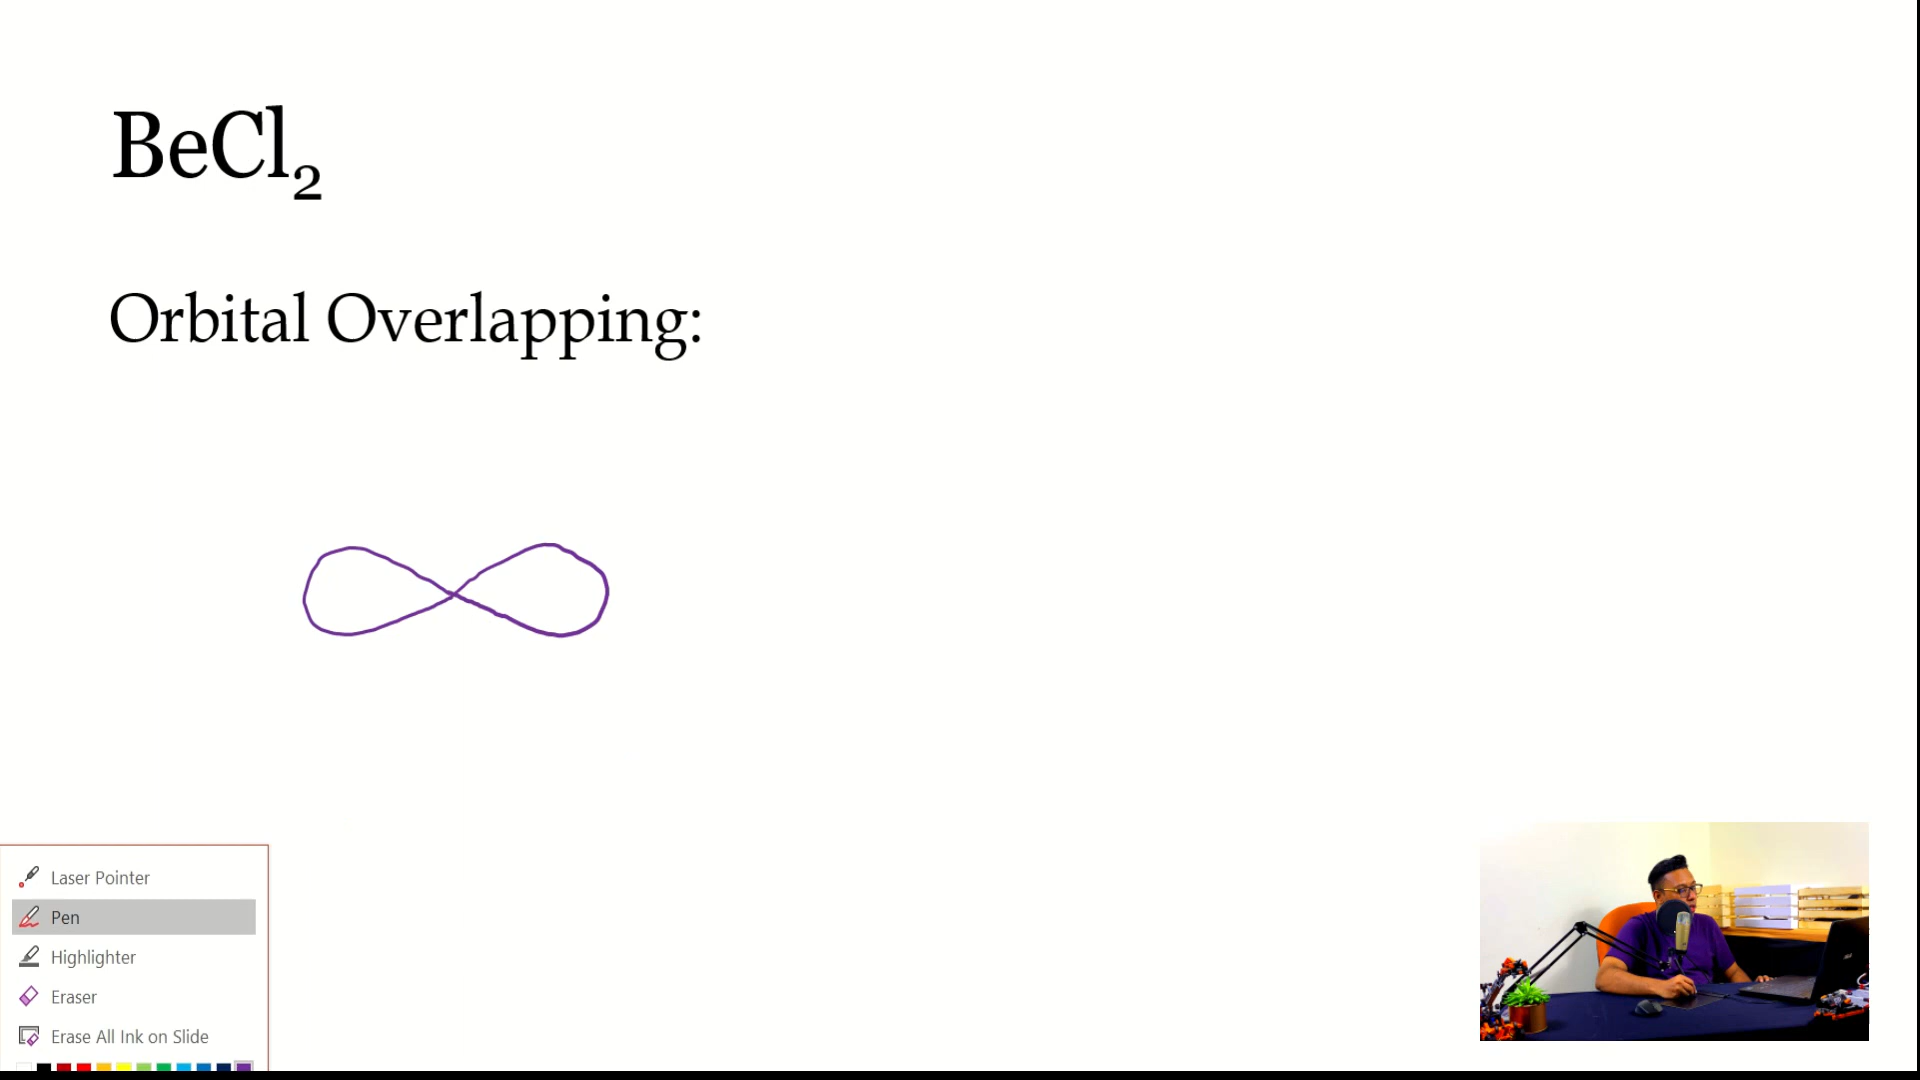 BeCl₂
Orbital Overlapping:
Laser Pointer
Pen
Highlighter
Eraser
Erase All Ink on Slide